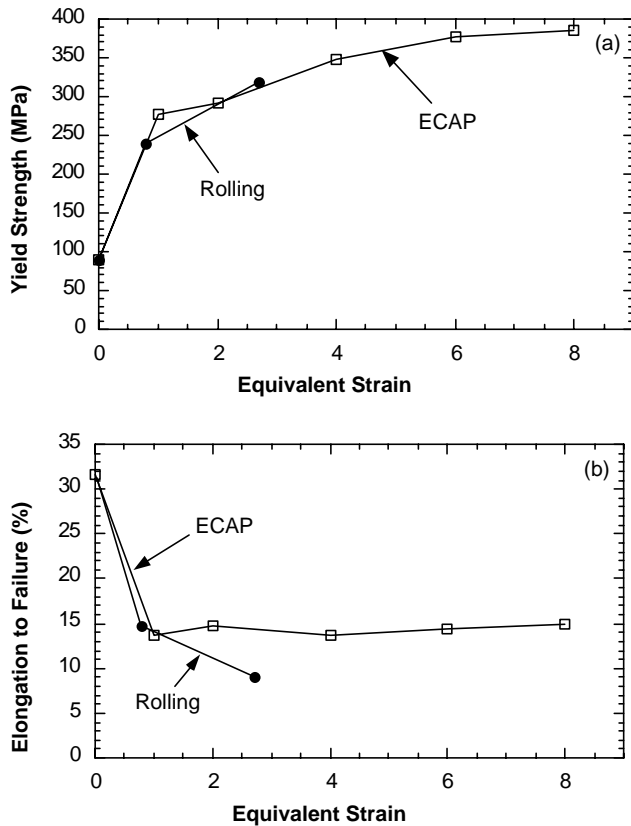 400
(a)
350
300
250
200
150
100
50
0
Yield Strength (MPa)
ECAP
Rolling
0 2 4 6 8
Equivalent Strain
35
(b)
30
25
20
15
10
5
0
Elongation to Failure (%)
ECAP
Rolling
0 2 4 6 8
Equivalent Strain